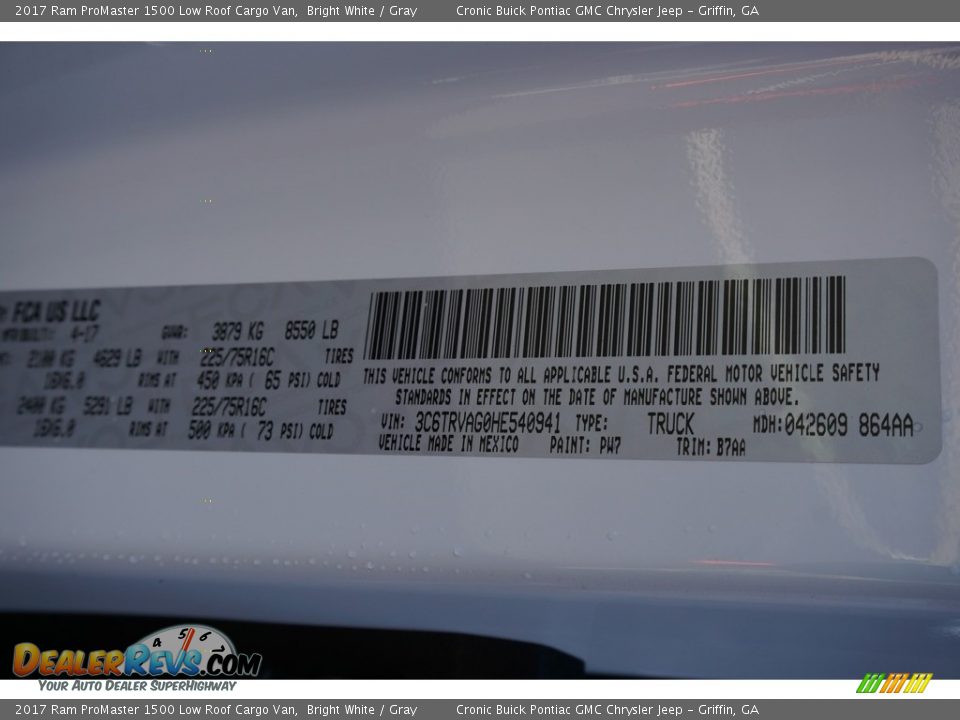 2017 Ram ProMaster 1500 Low Roof Cargo Van, Bright White / Gray Cronic Buick Pontiac GMC Chrysler Jeep - Griffin, GA
FCA US LLC
4-17 GVWR: 3879 KG 8550 LB
2100 KG 4629 LB WITH 225/75R16C TIRES
16X6.0 RIMS AT 450 KPA ( 65 PSI) COLD
2400 KG 5291 LB WITH 225/75R16C TIRES
16X6.0 RIMS AT 500 KPA ( 73 PSI) COLD
THIS VEHICLE CONFORMS TO ALL APPLICABLE U.S.A. FEDERAL MOTOR VEHICLE SAFETY
STANDARDS IN EFFECT ON THE DATE OF MANUFACTURE SHOWN ABOVE.
VIN: 3C6TRVAG0HE540941 TYPE: TRUCK MDH:042609 864AA
VEHICLE MADE IN MEXICO PAINT: PW7 TRIM: B7AA
4 5 6
DealerRevs.com
Your Auto Dealer SuperHighway
2017 Ram ProMaster 1500 Low Roof Cargo Van, Bright White / Gray Cronic Buick Pontiac GMC Chrysler Jeep - Griffin, GA